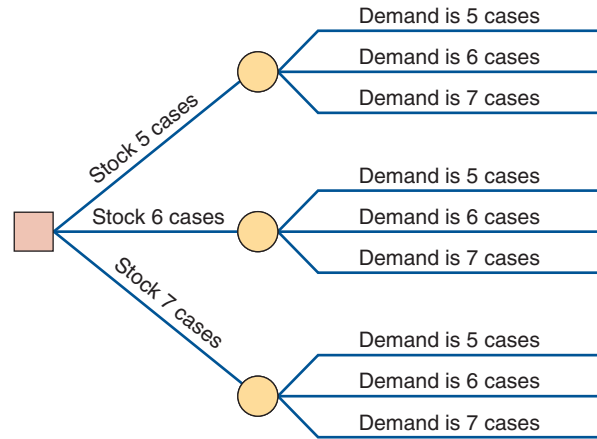 Demand is 5 cases
Demand is 6 cases
Demand is 7 cases
Stock 5 cases
Demand is 5 cases
Stock 6 cases
Demand is 6 cases
Demand is 7 cases
Stock 7 cases
Demand is 5 cases
Demand is 6 cases
Demand is 7 cases